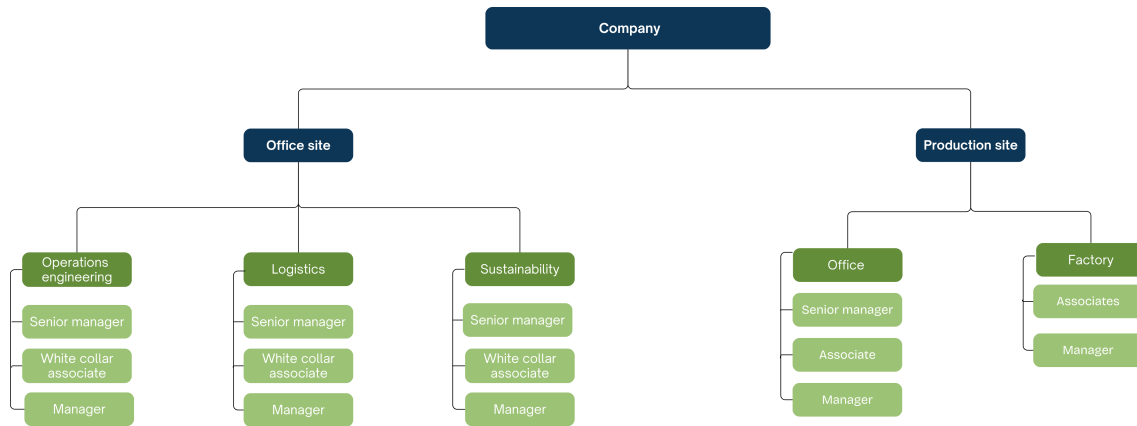 Company
Office site
Production site
Operations
engineering
Logistics
Sustainability
Office
Factory
Senior manager
Senior manager
Senior manager
Senior manager
Associates
White collar
associate
White collar
associate
White collar
associate
Associate
Manager
Manager
Manager
Manager
Manager